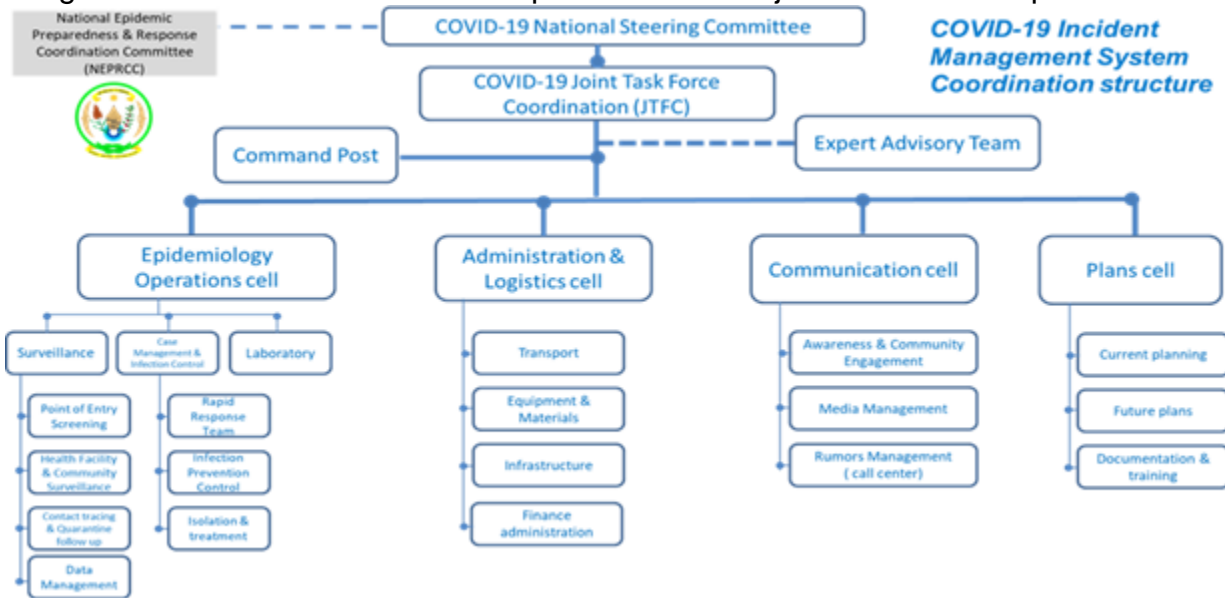 National Epidemic
Preparedness & Response
Coordination Committee
(NEPRCC)
COVID-19 National Steering Committee
COVID-19 Incident
Management System
Coordination structure
COVID-19 Joint Task Force
Coordination (JTFC)
Command Post
Expert Advisory Team
Epidemiology
Operations cell
Administration &
Logistics cell
Communication cell
Plans cell
Surveillance
Case
Management &
Infection Control
Laboratory
Point of Entry
Screening
Health Facility
& Community
Surveillance
Contact tracing
& Quarantine
follow up
Data
Management
Rapid
Response
Team
Infection
Prevention
Control
Isolation &
treatment
Transport
Equipment &
Materials
Infrastructure
Finance
administration
Awareness & Community
Engagement
Media Management
Rumors Management
( call center)
Current planning
Future plans
Documentation &
training